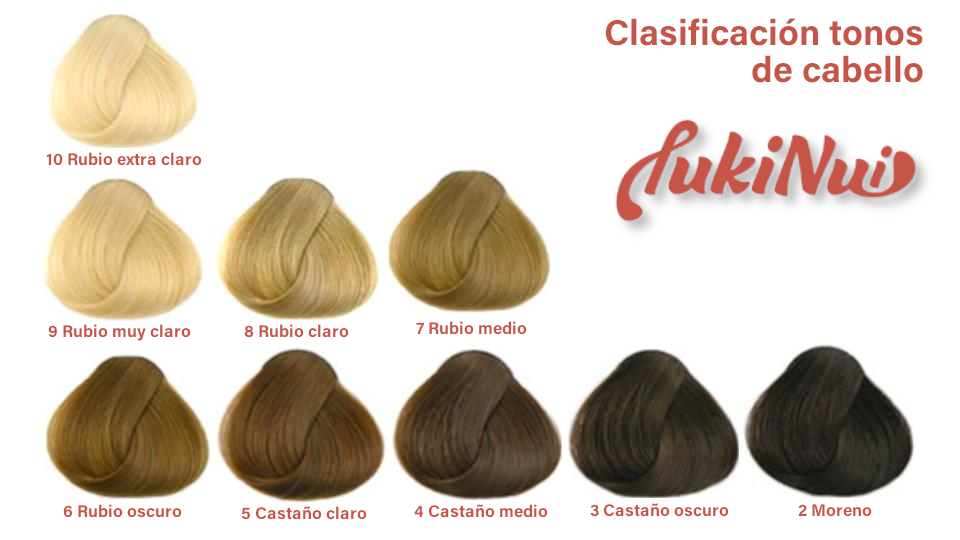 Clasificación tonos
de cabello
lukiNui
10 Rubio extra claro
9 Rubio muy claro
8 Rubio claro
7 Rubio medio
6 Rubio oscuro
5 Castaño claro
4 Castaño medio
3 Castaño oscuro
2 Moreno